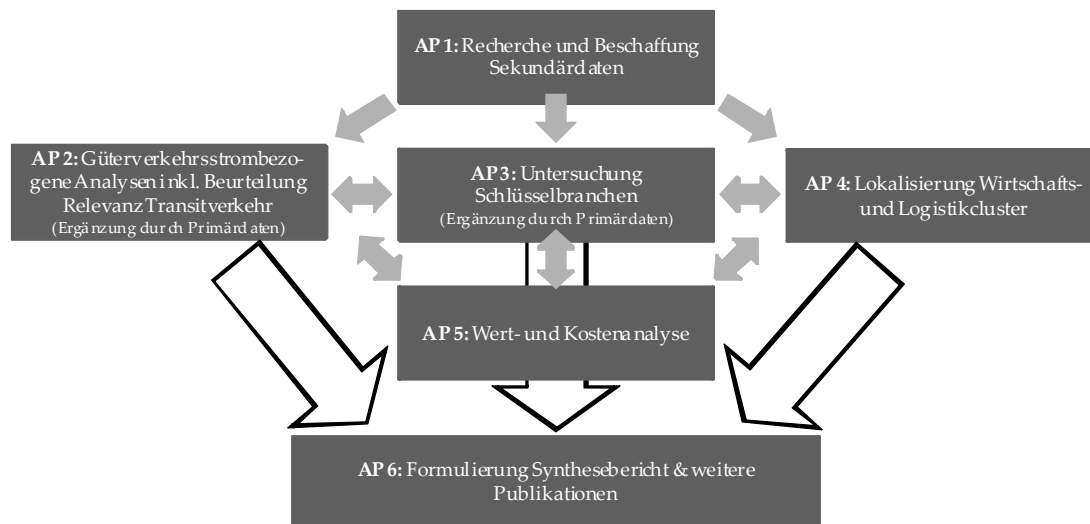 AP 1: Recherche und Beschaffung
Sekundärdaten
AP 2: Güterverkehrsstrombezo-
gene Analysen inkl. Beurteilung
Relevanz Transitverkehr
(Ergänzung durch Primärdaten)
AP 3: Untersuchung
Schlüsselbranchen
(Ergänzung durch Primärdaten)
AP 4: Lokalisierung Wirtschafts-
und Logistikcluster
AP 5: Wert- und Kostenanalyse
AP 6: Formulierung Synthesebericht & weitere
Publikationen